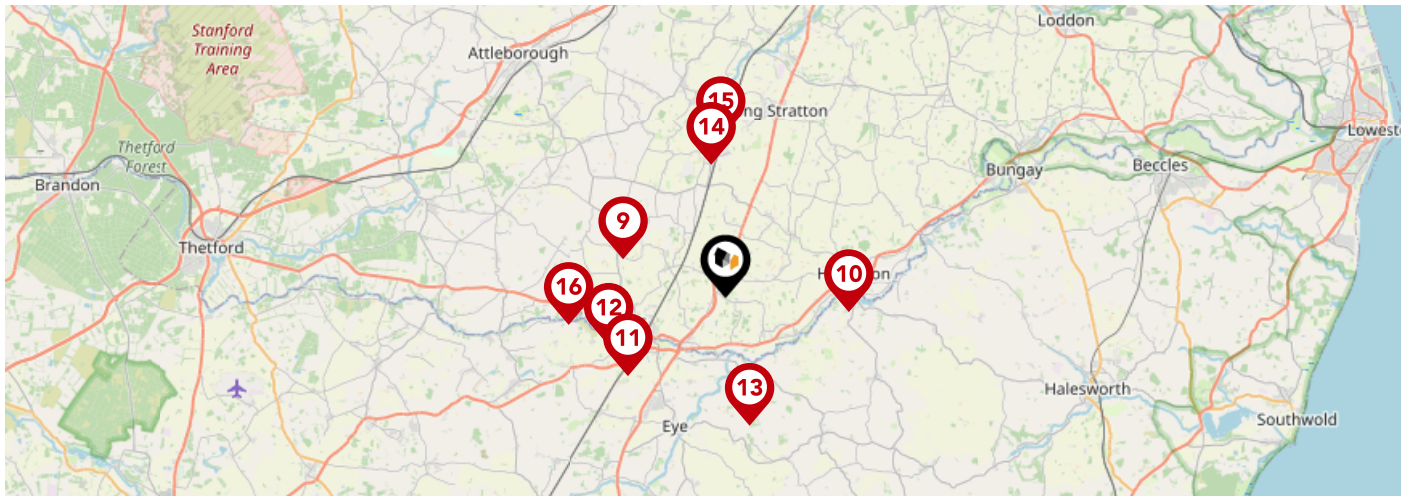 Stanford
Training
Area
Attleborough
Loddon
15
ng Stratton
14
Lowest
Thetford
Forest
Brandon
Bungay
Beccles
9
Thetford
16
H
on
10
12
11
13
Halesworth
Eye
Southwold